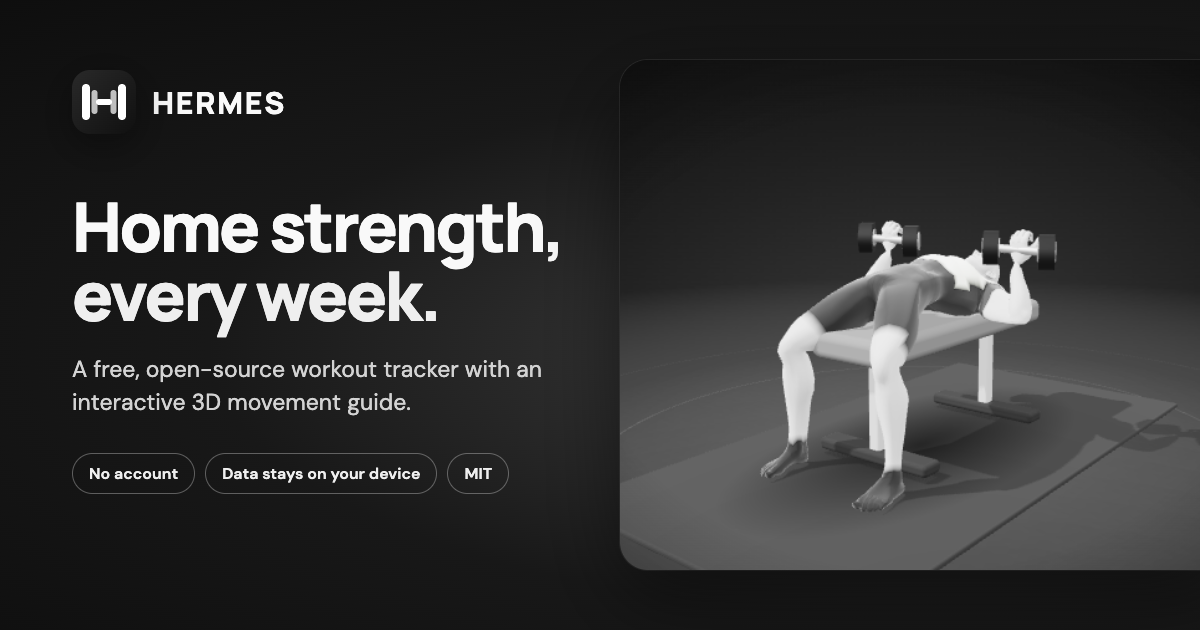 HERMES
Home strength,
every week.
A free, open-source workout tracker with an
interactive 3D movement guide.
No account
Data stays on your device
MIT